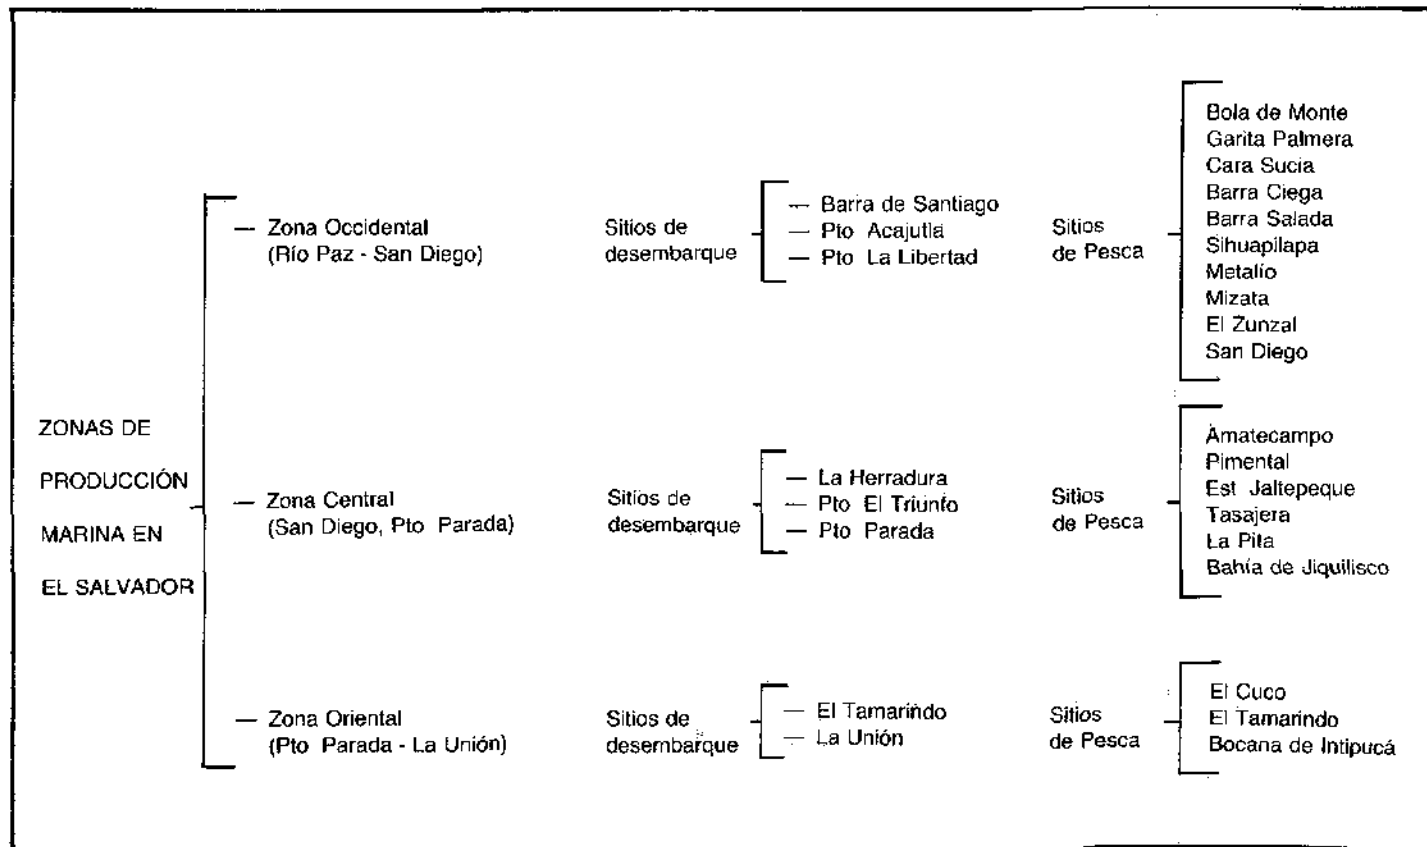 ZONAS DE
PRODUCCIÓN
MARINA EN
EL SALVADOR
— Zona Occidental
(Río Paz - San Diego)
Sitios de
desembarque
— Barra de Santiago
— Pto Acajutla
— Pto La Libertad
Sitios
de Pesca
Bola de Monte
Garita Palmera
Cara Sucia
Barra Ciega
Barra Salada
Sihuapilapa
Metalío
Mizata
El Zunzal
San Diego
— Zona Central
(San Diego, Pto Parada)
Sitios de
desembarque
— La Herradura
— Pto El Triunfo
— Pto Parada
Sitios
de Pesca
Amatecampo
Pimental
Est Jaltepeque
Tasajera
La Pita
Bahía de Jiquilisco
— Zona Oriental
(Pto Parada - La Unión)
Sitios de
desembarque
— El Tamarindo
— La Unión
Sitios
de Pesca
El Cuco
El Tamarindo
Bocana de Intipucá